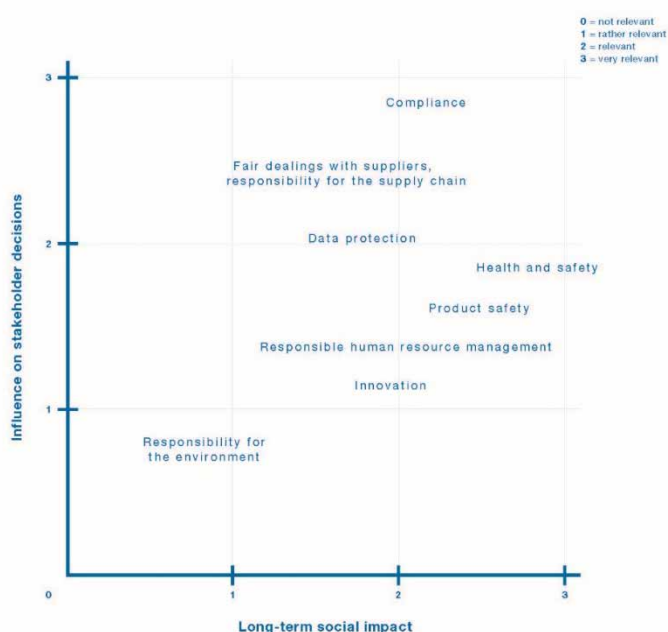 0 = not relevant
1 = rather relevant
2 = relevant
3 = very relevant
3
Compliance
Fair dealings with suppliers,
responsibility for the supply chain
2
Data protection
Health and safety
Product safety
Responsible human resource management
Innovation
1
Responsibility for
the environment
Influence on stakeholder decisions
0
1
2
3
Long-term social impact